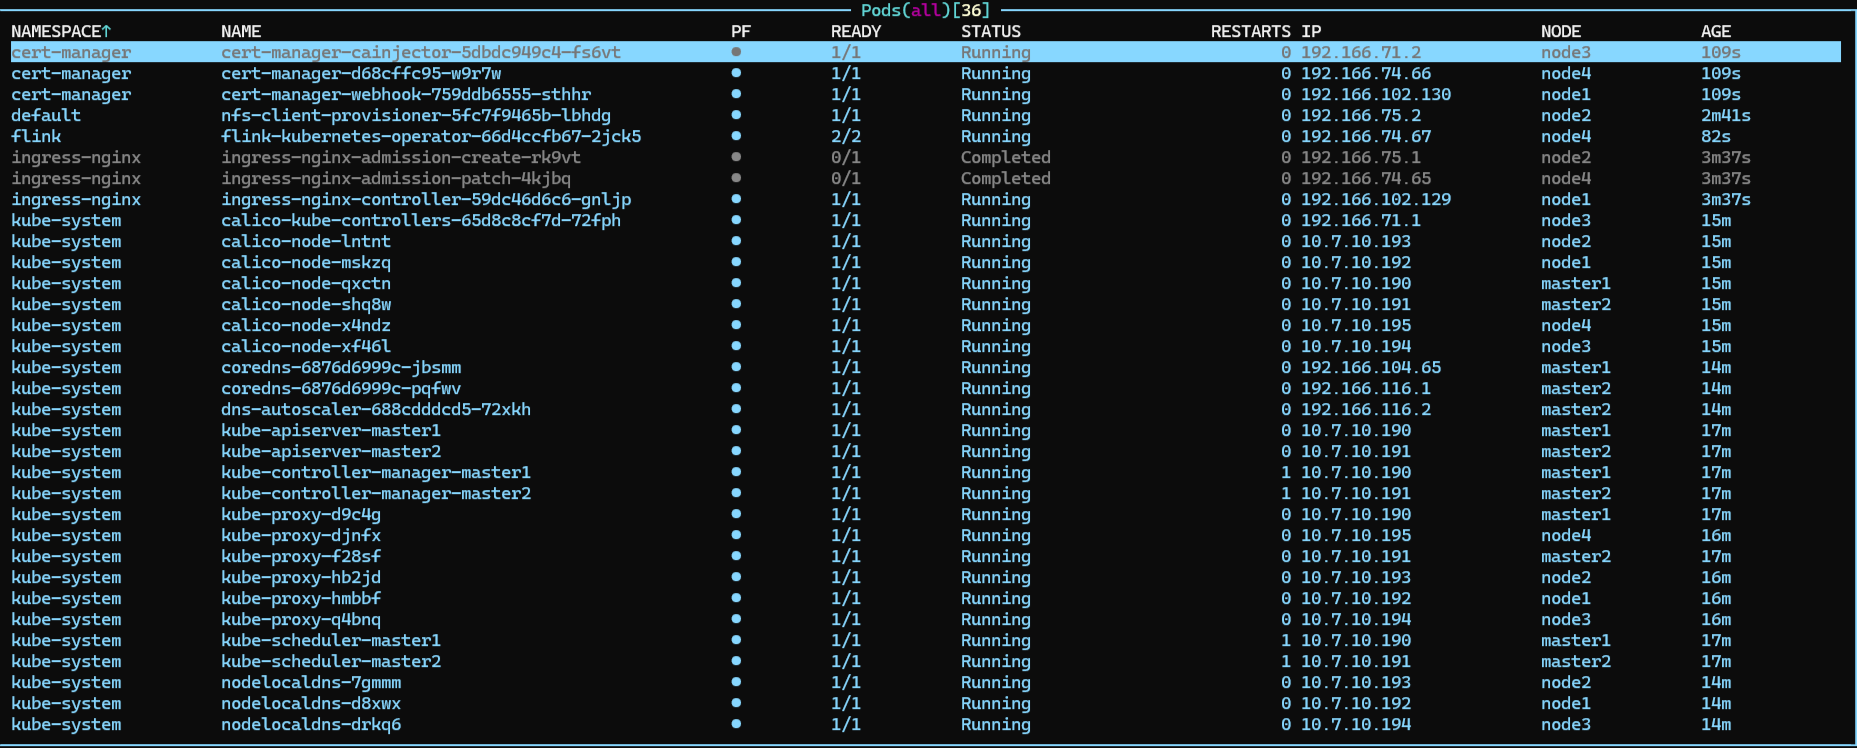 Pods(all)[36]
NAMESPACE↑ NAME PF READY STATUS RESTARTS IP NODE AGE
cert-manager cert-manager-cainjector-5dbdc949c4-fs6vt ● 1/1 Running 0 192.166.71.2 node3 109s
cert-manager cert-manager-d68cffc95-w9r7w ● 1/1 Running 0 192.166.74.66 node4 109s
cert-manager cert-manager-webhook-759ddb6555-sthhr ● 1/1 Running 0 192.166.102.130 node1 109s
default nfs-client-provisioner-5fc7f9465b-lbhdg ● 1/1 Running 0 192.166.75.2 node2 2m41s
flink flink-kubernetes-operator-66d4ccfb67-2jck5 ● 2/2 Running 0 192.166.74.67 node4 82s
ingress-nginx ingress-nginx-admission-create-rk9vt ● 0/1 Completed 0 192.166.75.1 node2 3m37s
ingress-nginx ingress-nginx-admission-patch-4kjbq ● 0/1 Completed 0 192.166.74.65 node4 3m37s
ingress-nginx ingress-nginx-controller-59dc46d6c6-gnljp ● 1/1 Running 0 192.166.102.129 node1 3m37s
kube-system calico-kube-controllers-65d8c8cf7d-72fph ● 1/1 Running 0 192.166.71.1 node3 15m
kube-system calico-node-lntnt ● 1/1 Running 0 10.7.10.193 node2 15m
kube-system calico-node-mskzq ● 1/1 Running 0 10.7.10.192 node1 15m
kube-system calico-node-qxctn ● 1/1 Running 0 10.7.10.190 master1 15m
kube-system calico-node-shq8w ● 1/1 Running 0 10.7.10.191 master2 15m
kube-system calico-node-x4ndz ● 1/1 Running 0 10.7.10.195 node4 15m
kube-system calico-node-xf46l ● 1/1 Running 0 10.7.10.194 node3 15m
kube-system coredns-6876d6999c-jbsmm ● 1/1 Running 0 192.166.104.65 master1 14m
kube-system coredns-6876d6999c-pqfwv ● 1/1 Running 0 192.166.116.1 master2 14m
kube-system dns-autoscaler-688cdddcd5-72xkh ● 1/1 Running 0 192.166.116.2 master2 14m
kube-system kube-apiserver-master1 ● 1/1 Running 0 10.7.10.190 master1 17m
kube-system kube-apiserver-master2 ● 1/1 Running 0 10.7.10.191 master2 17m
kube-system kube-controller-manager-master1 ● 1/1 Running 1 10.7.10.190 master1 17m
kube-system kube-controller-manager-master2 ● 1/1 Running 1 10.7.10.191 master2 17m
kube-system kube-proxy-d9c4g ● 1/1 Running 0 10.7.10.190 master1 17m
kube-system kube-proxy-djnfx ● 1/1 Running 0 10.7.10.195 node4 16m
kube-system kube-proxy-f28sf ● 1/1 Running 0 10.7.10.191 master2 17m
kube-system kube-proxy-hb2jd ● 1/1 Running 0 10.7.10.193 node2 16m
kube-system kube-proxy-hmbbf ● 1/1 Running 0 10.7.10.192 node1 16m
kube-system kube-proxy-q4bnq ● 1/1 Running 0 10.7.10.194 node3 16m
kube-system kube-scheduler-master1 ● 1/1 Running 1 10.7.10.190 master1 17m
kube-system kube-scheduler-master2 ● 1/1 Running 1 10.7.10.191 master2 17m
kube-system nodelocaldns-7gmmm ● 1/1 Running 0 10.7.10.193 node2 14m
kube-system nodelocaldns-d8xwx ● 1/1 Running 0 10.7.10.192 node1 14m
kube-system nodelocaldns-drkq6 ● 1/1 Running 0 10.7.10.194 node3 14m